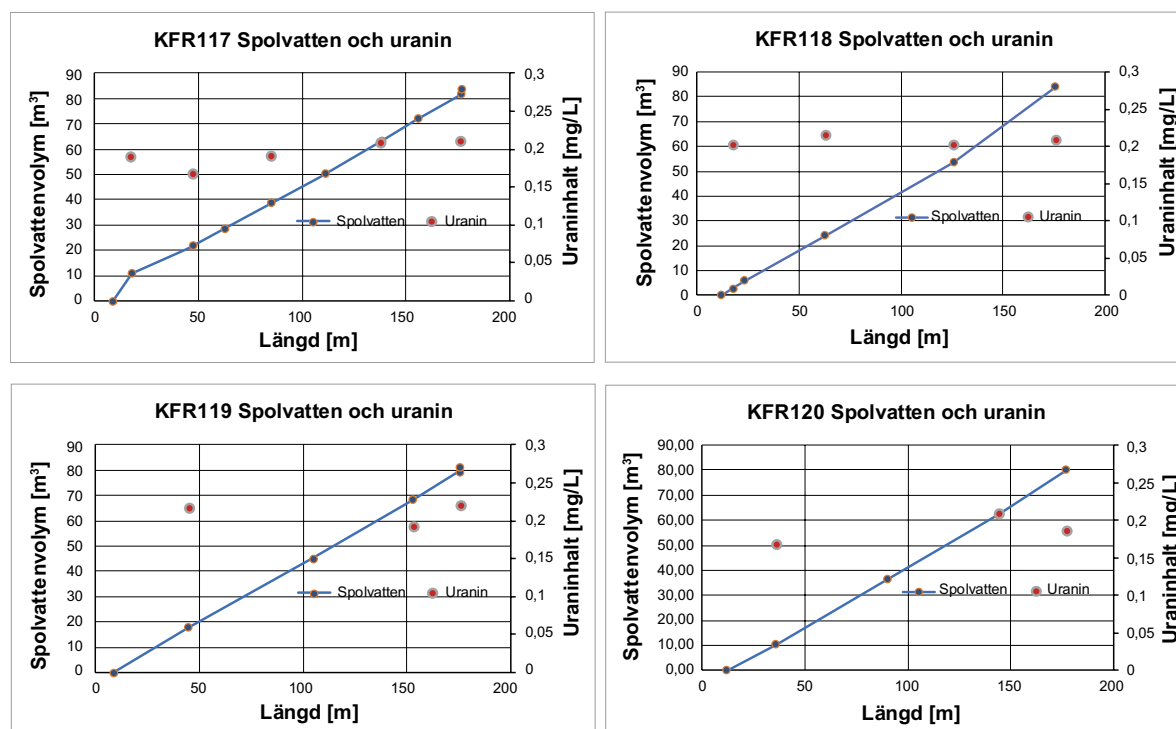 KFR117 Spolvatten och uranin
Spolvattenvolym [m³]
90
80
70
60
50
40
30
20
10
0
0,3
0,25
0,2
0,15
0,1
0,05
0
Uraninhalt [mg/L]
Spolvatten Uranin
0 50 100 150 200
Längd [m]
KFR118 Spolvatten och uranin
Spolvattenvolym [m³]
90
80
70
60
50
40
30
20
10
0
0,3
0,25
0,2
0,15
0,1
0,05
0
Uraninhalt [mg/L]
Spolvatten Uranin
0 50 100 150 200
Längd [m]
KFR119 Spolvatten och uranin
Spolvattenvolym [m³]
90
80
70
60
50
40
30
20
10
0
0,3
0,25
0,2
0,15
0,1
0,05
0
Uraninhalt [mg/L]
Spolvatten Uranin
0 50 100 150 200
Längd [m]
KFR120 Spolvatten och uranin
Spolvattenvolym [m³]
90,00
80,00
70,00
60,00
50,00
40,00
30,00
20,00
10,00
0,00
0,3
0,25
0,2
0,15
0,1
0,05
0
Uraninhalt [mg/L]
Spolvatten Uranin
0 50 100 150 200
Längd [m]